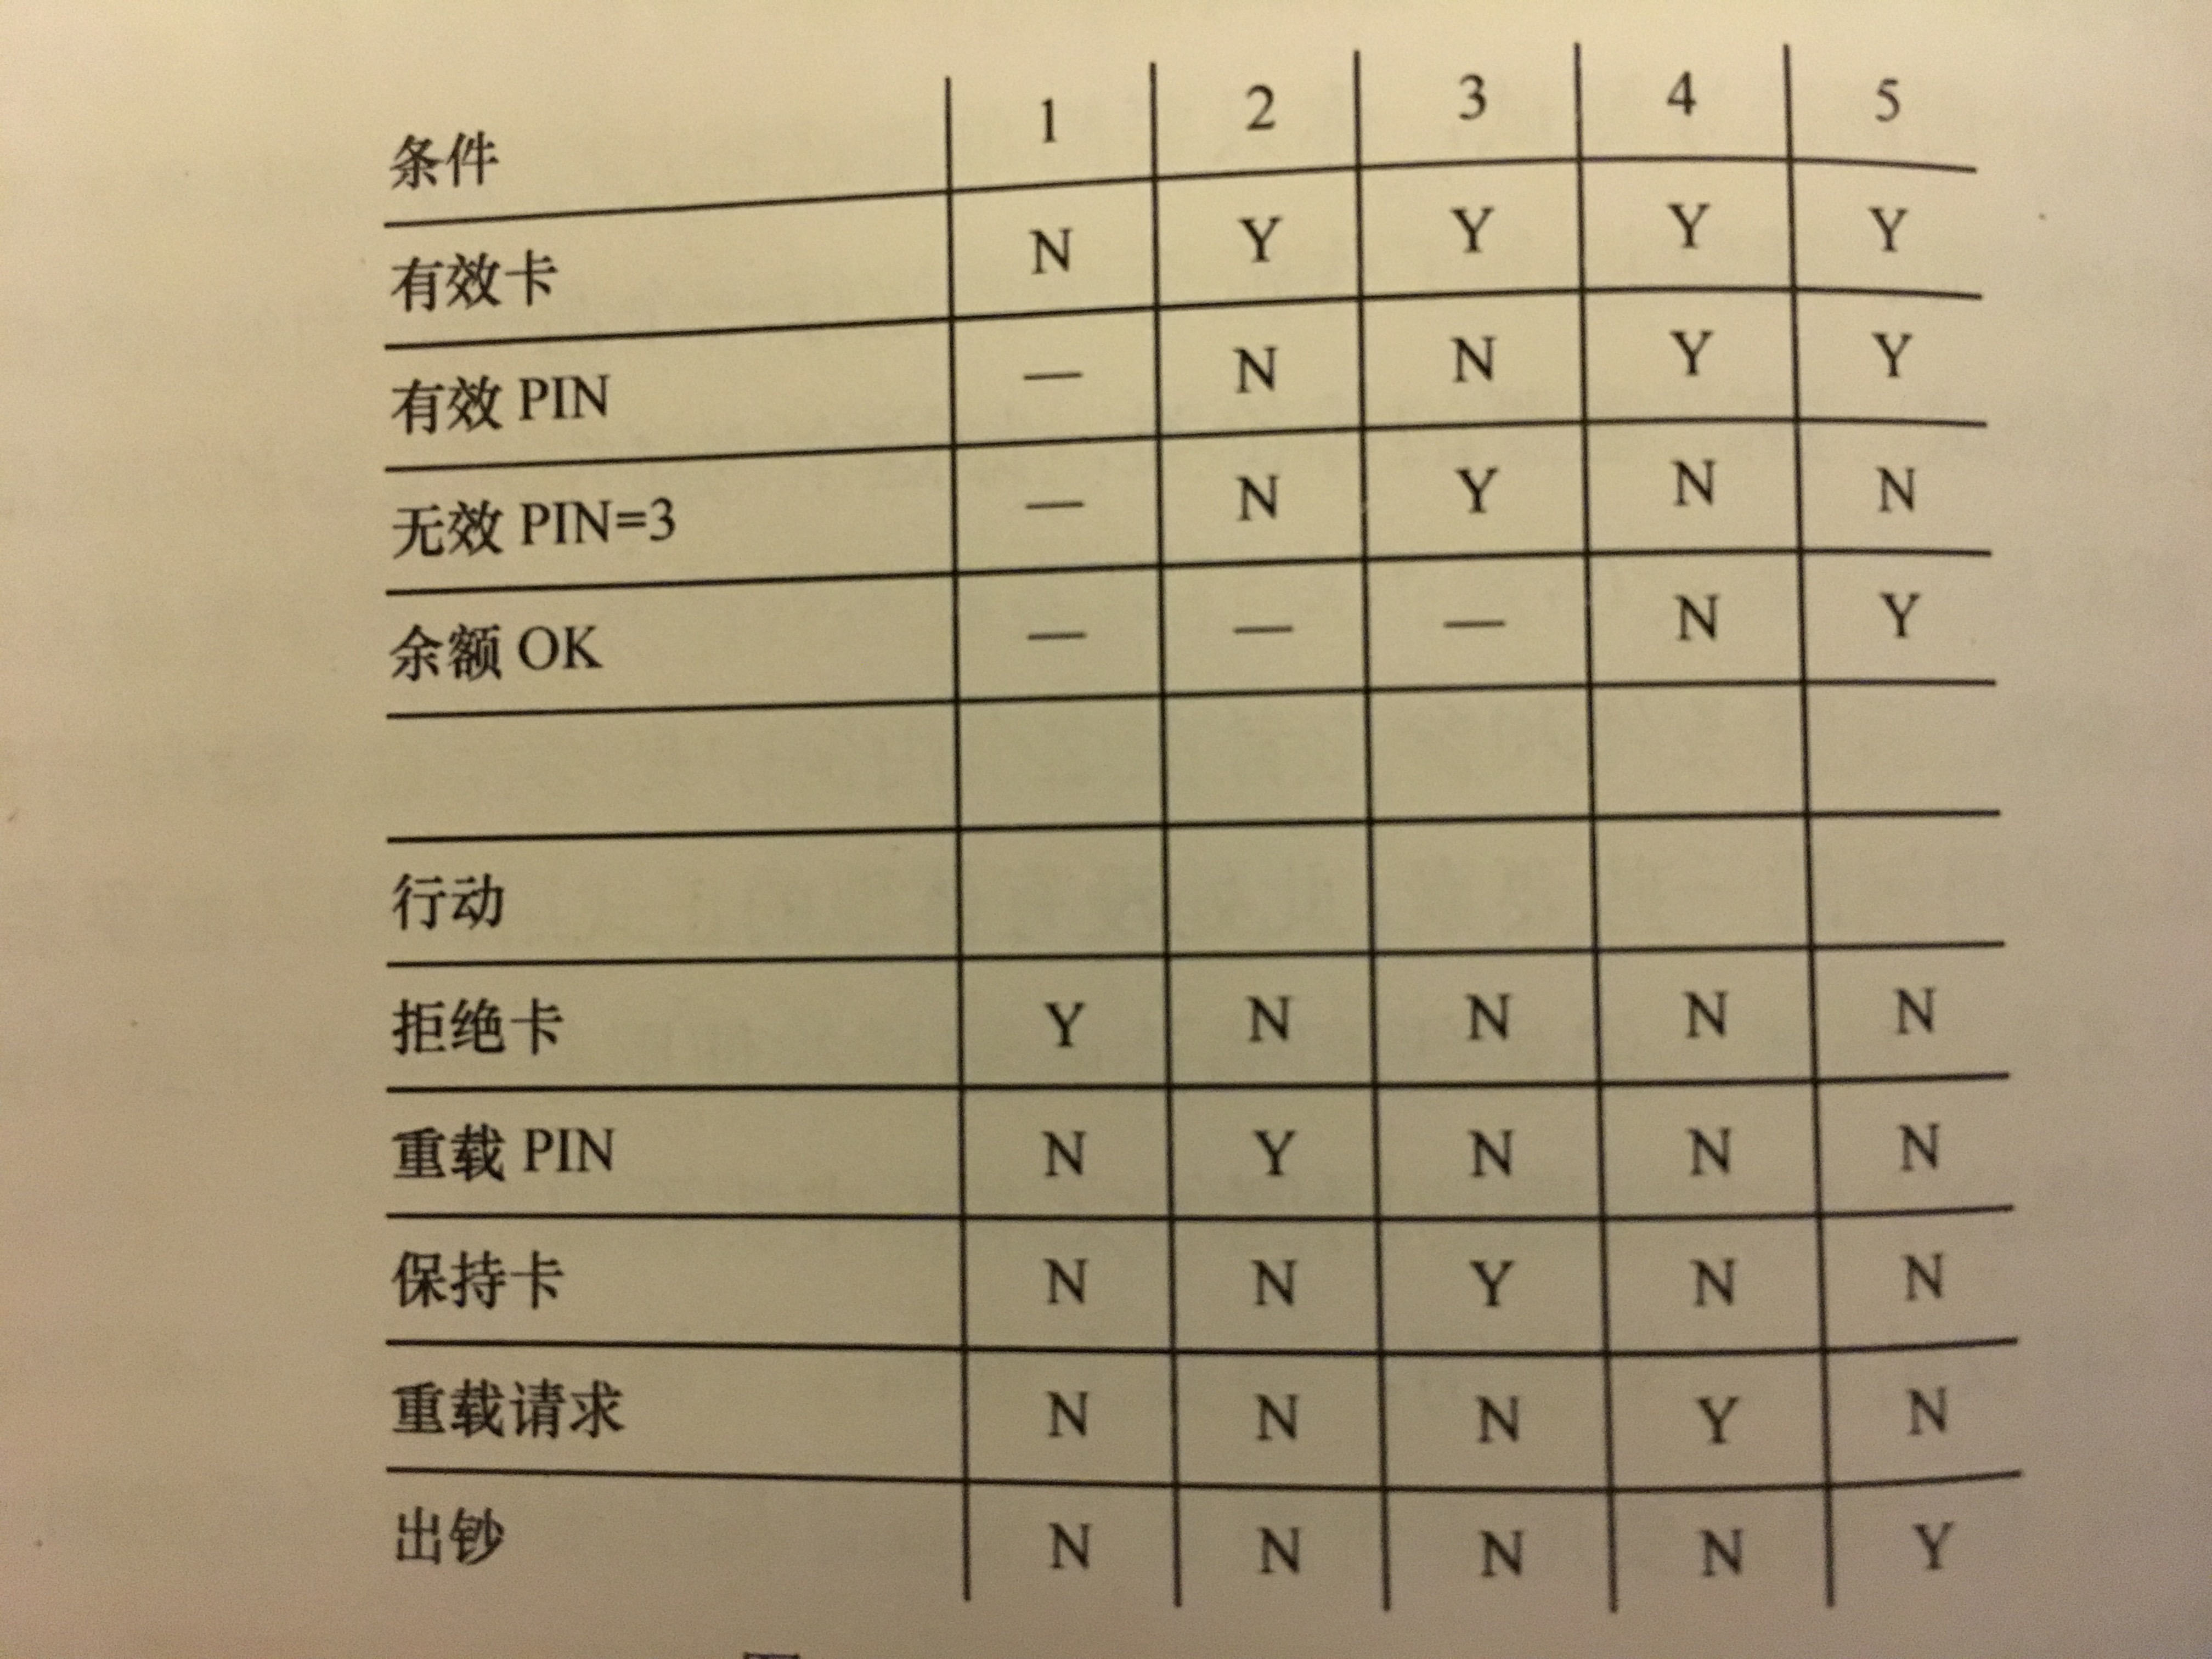 条件 1 2 3 4 5
有效卡 N Y Y Y Y
有效 PIN — N N Y Y
无效 PIN=3 — N Y N N
余额 OK — — — N Y
行动
拒绝卡 Y N N N N
重载 PIN N Y N N N
保持卡 N N Y N N
重载请求 N N N Y N
出钞 N N N N Y